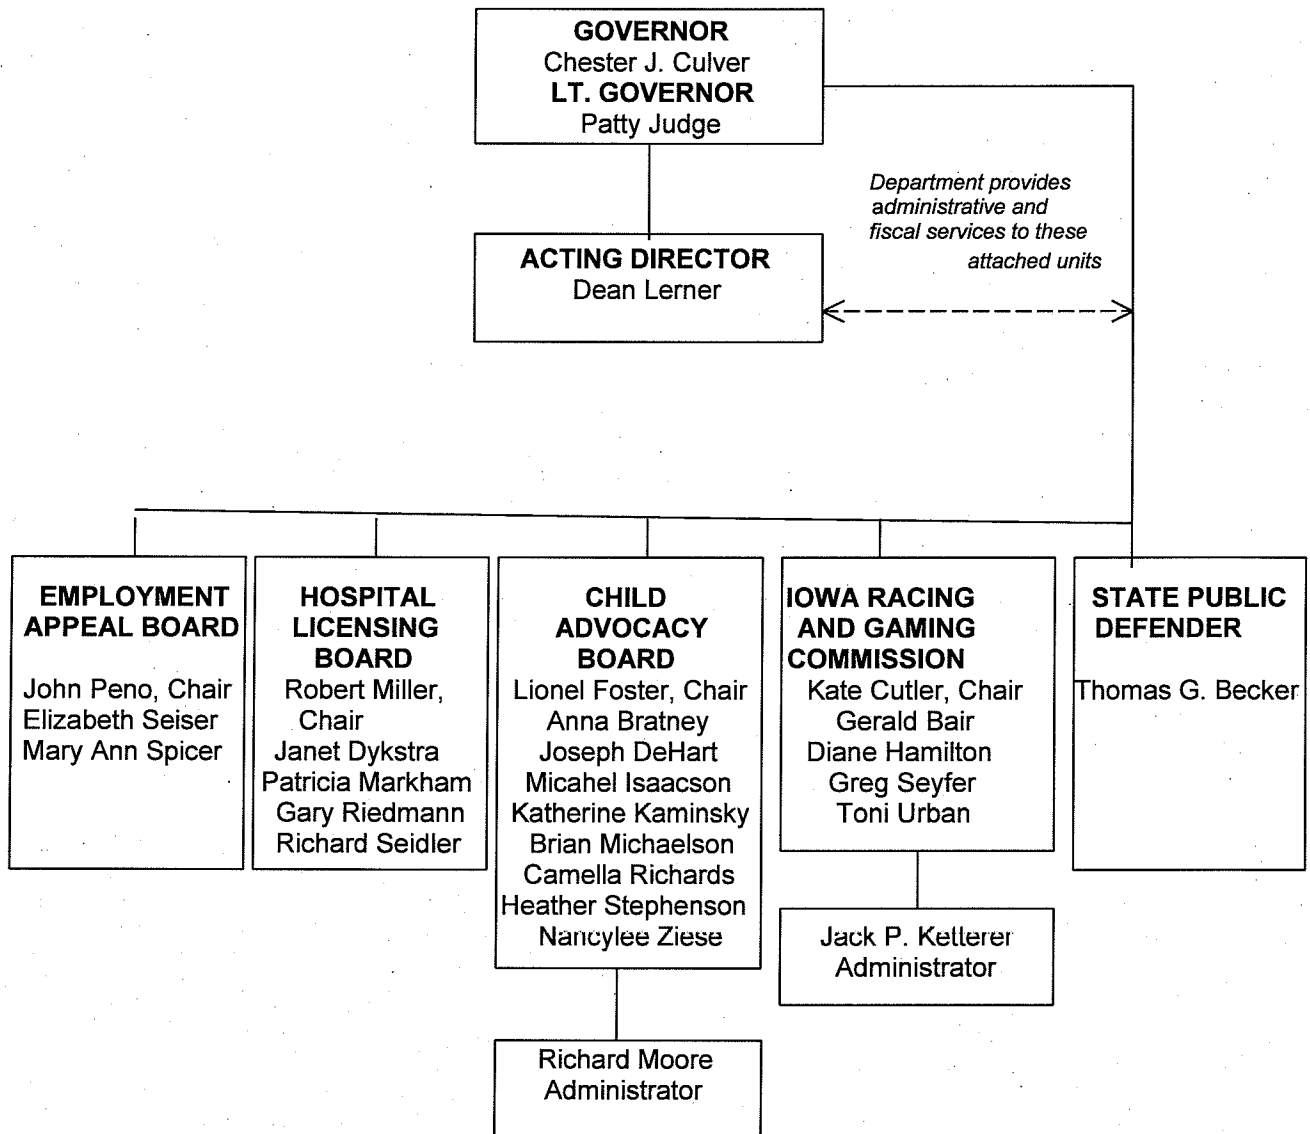 GOVERNOR
Chester J. Culver
LT. GOVERNOR
Patty Judge
Department provides
administrative and
fiscal services to these
attached units
ACTING DIRECTOR
Dean Lerner
EMPLOYMENT
APPEAL BOARD
John Peno, Chair
Elizabeth Seiser
Mary Ann Spicer
HOSPITAL
LICENSING
BOARD
Robert Miller,
Chair
Janet Dykstra
Patricia Markham
Gary Riedmann
Richard Seidler
CHILD
ADVOCACY
BOARD
Lionel Foster, Chair
Anna Bratney
Joseph DeHart
Micahel Isaacson
Katherine Kaminsky
Brian Michaelson
Camella Richards
Heather Stephenson
Nancylee Ziese
Richard Moore
Administrator
IOWA RACING
AND GAMING
COMMISSION
Kate Cutler, Chair
Gerald Bair
Diane Hamilton
Greg Seyfer
Toni Urban
Jack P. Ketterer
Administrator
STATE PUBLIC
DEFENDER
Thomas G. Becker